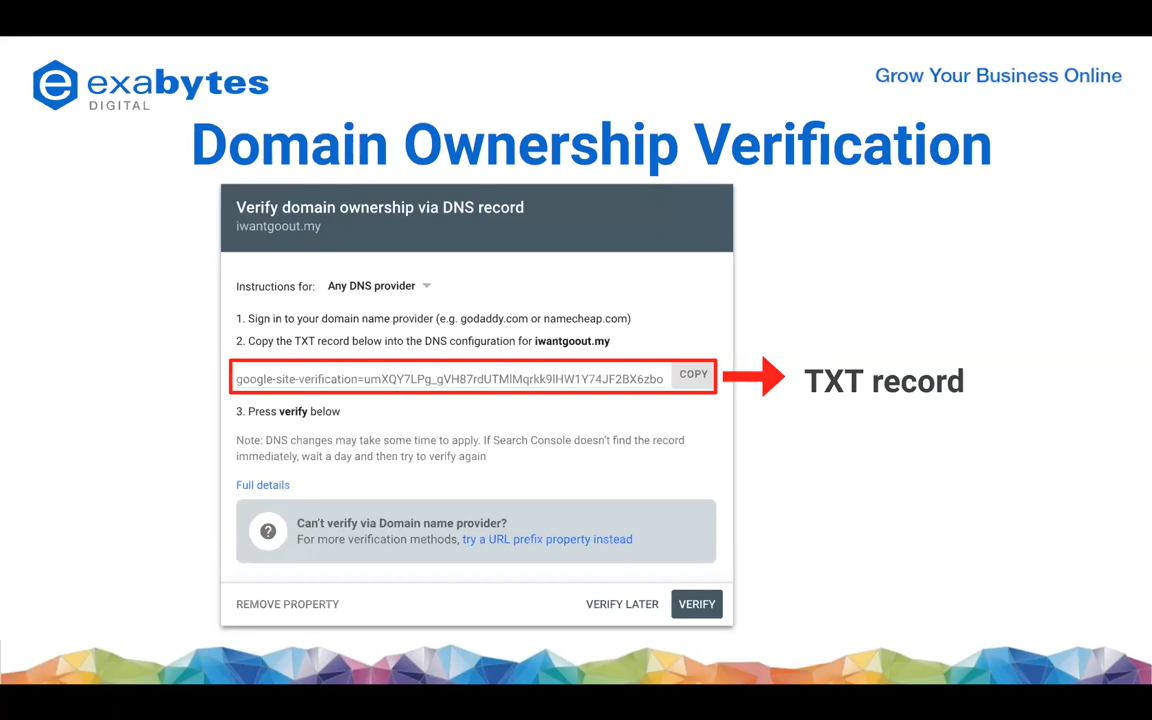 exabytes
DIGITAL
Grow Your Business Online
Domain Ownership Verification
Verify domain ownership via DNS record
iwantgoout.my
Instructions for: Any DNS provider
1. Sign in to your domain name provider (e.g. godaddy.com or namecheap.com)
2. Copy the TXT record below into the DNS configuration for iwantgoout.my
google-site-verification=umXQY7LPg_gVH87rdUTMlMqrkk9lHW1Y74JF2BX6zbo COPY
TXT record
3. Press verify below
Note: DNS changes may take some time to apply. If Search Console doesn't find the record
immediately, wait a day and then try to verify again
Full details
Can't verify via Domain name provider?
For more verification methods, try a URL prefix property instead
REMOVE PROPERTY VERIFY LATER VERIFY